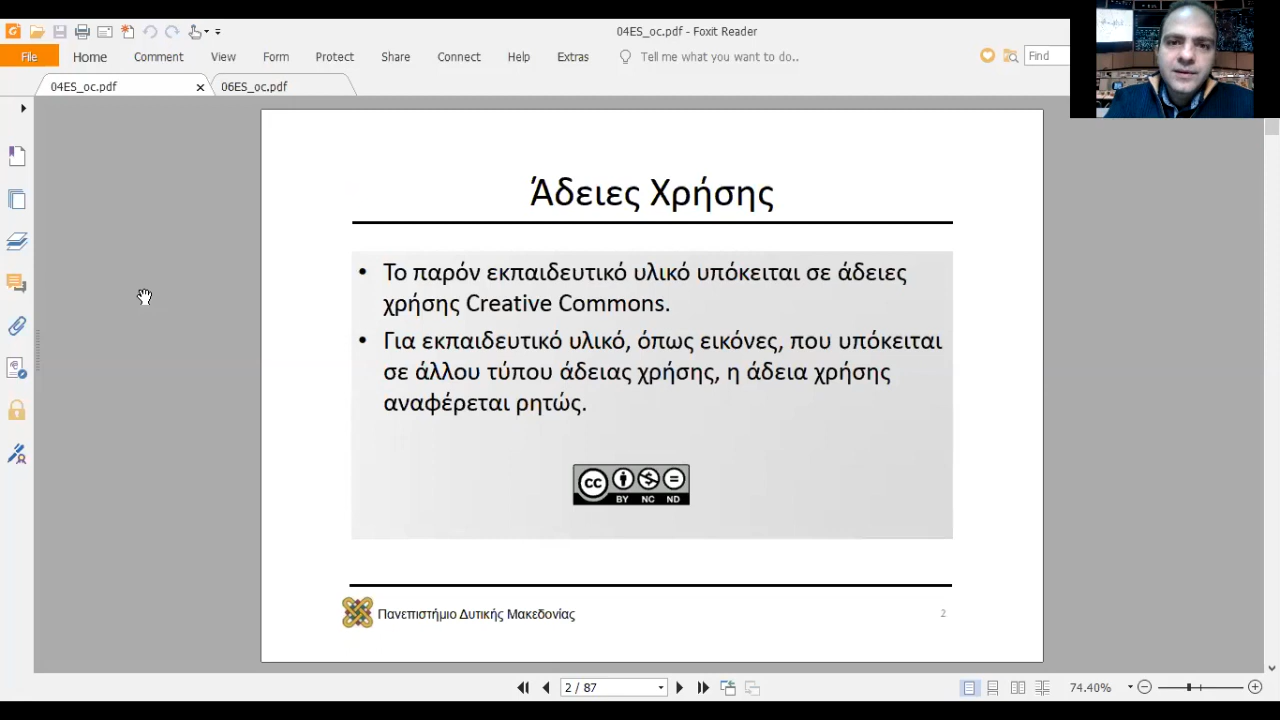 04ES_oc.pdf - Foxit Reader
File Home Comment View Form Protect Share Connect Help Extras Tell me what you want to do.. Find
04ES_oc.pdf 06ES_oc.pdf
Άδειες Χρήσης
• Το παρόν εκπαιδευτικό υλικό υπόκειται σε άδειες
χρήσης Creative Commons.
• Για εκπαιδευτικό υλικό, όπως εικόνες, που υπόκειται
σε άλλου τύπου άδειας χρήσης, η άδεια χρήσης
αναφέρεται ρητώς.
cc
BY NC ND
Πανεπιστήμιο Δυτικής Μακεδονίας 2
2 / 87 74.40%